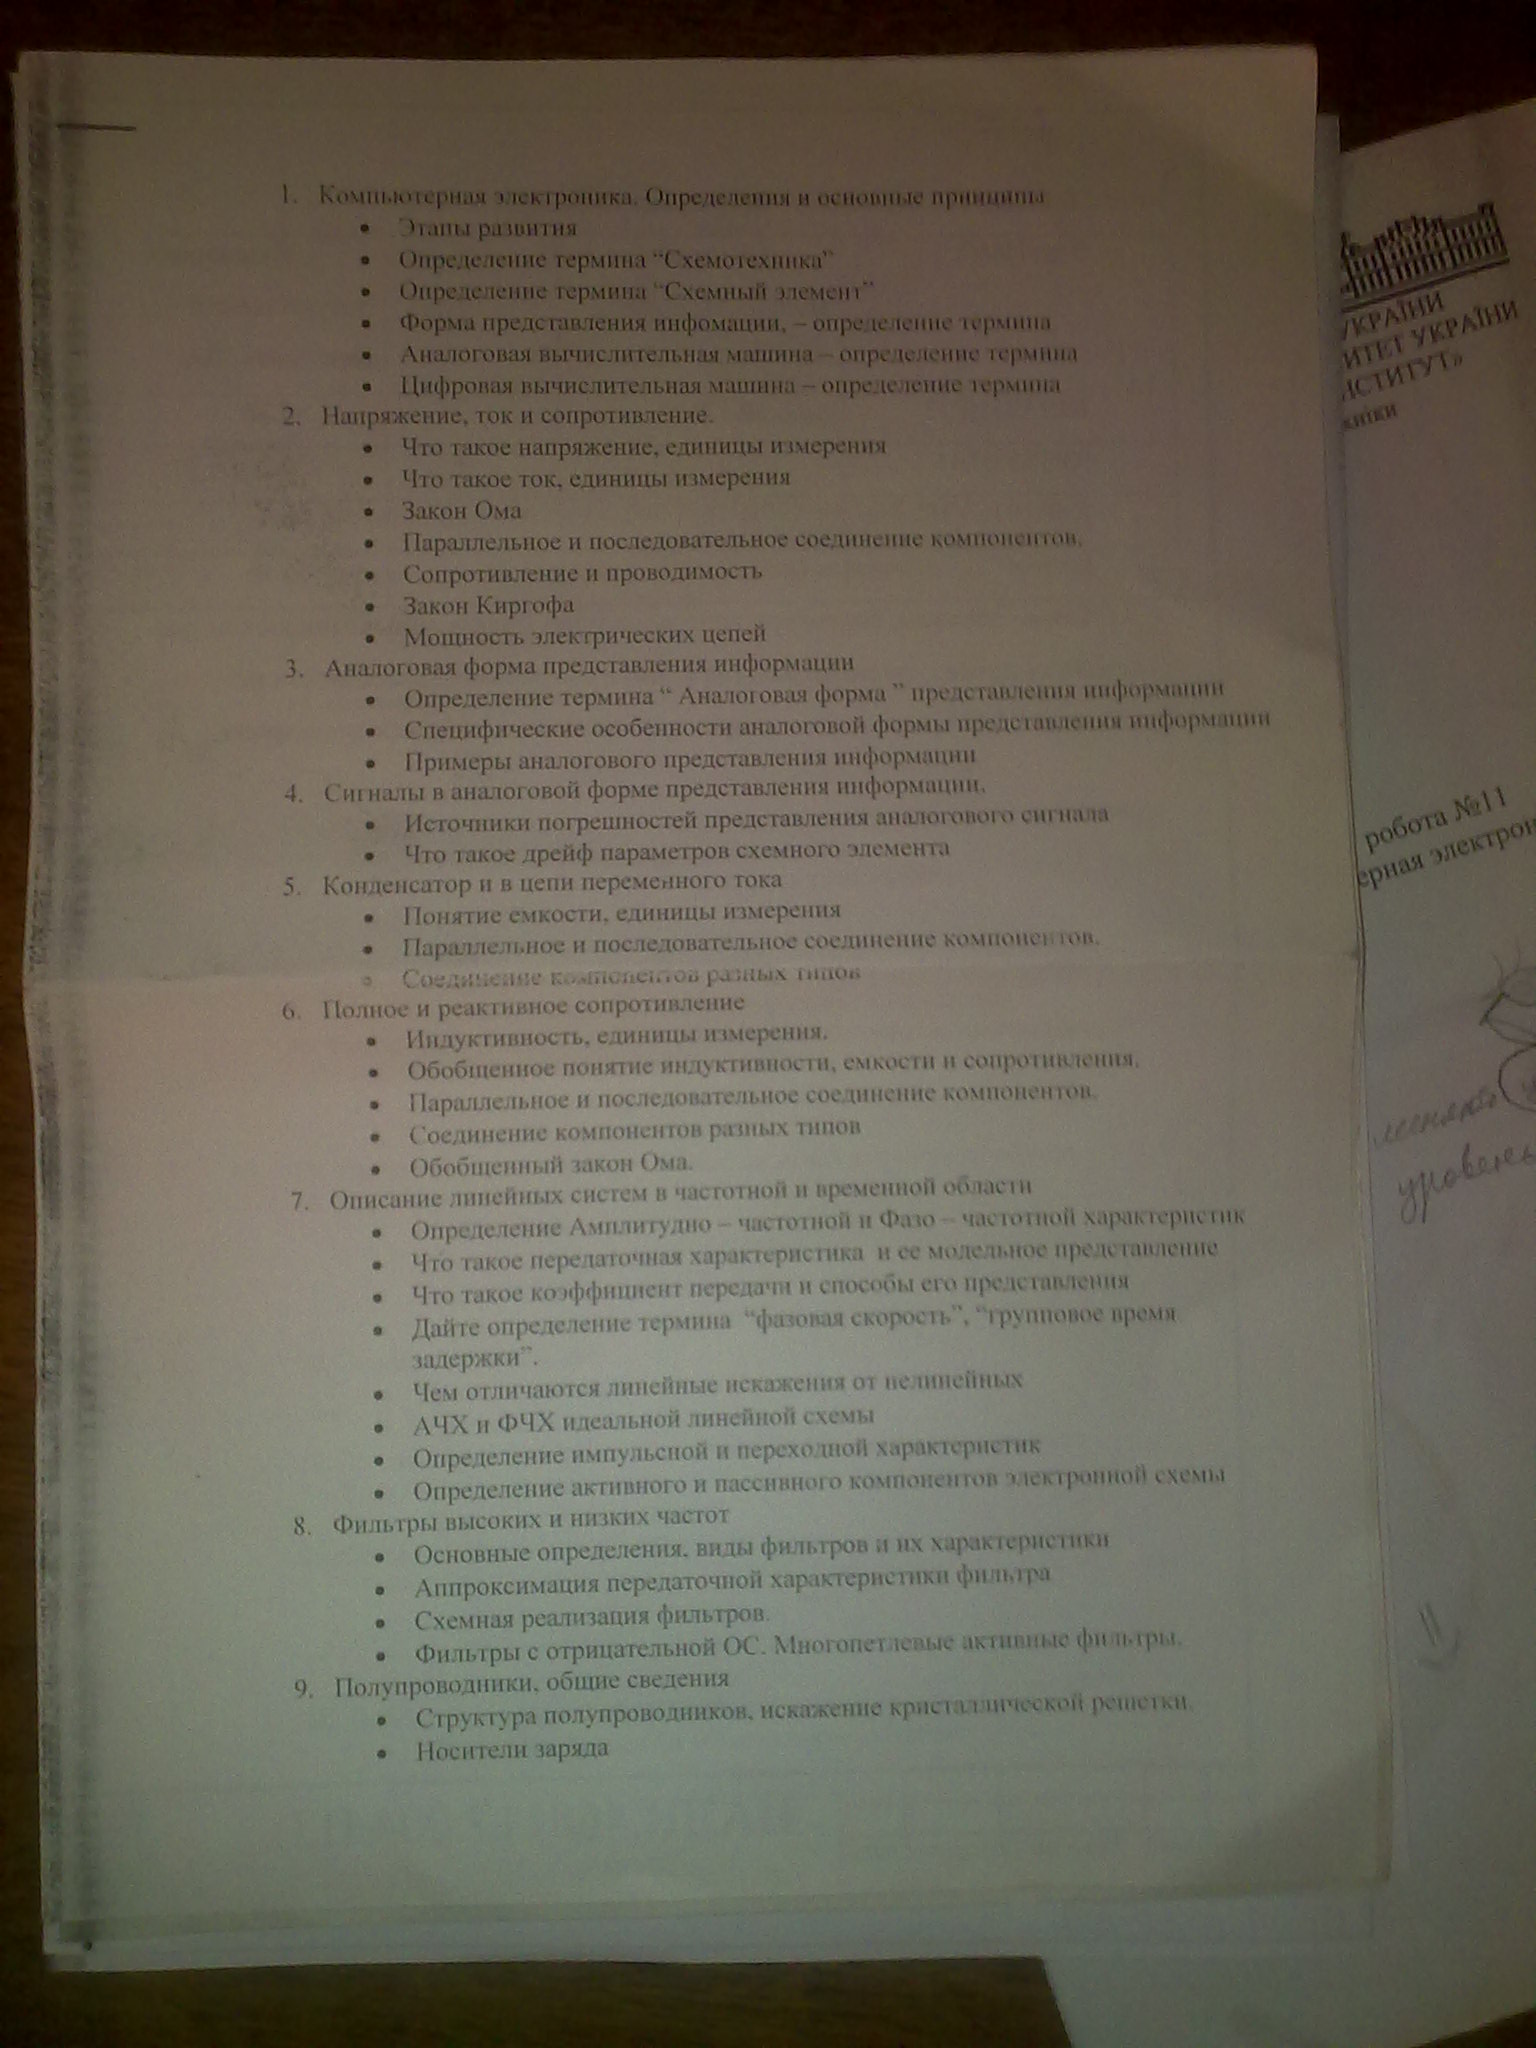 1. Компьютерная электроника. Определения и основные принципы
• Этапы развития
• Определение термина “Схемотехника”
• Определение термина “Схемный элемент”
• Форма представления инфомации, – определение термина
• Аналоговая вычислительная машина – определение термина
• Цифровая вычислительная машина – определение термина
2. Напряжение, ток и сопротивление.
• Что такое напряжение, единицы измерения
• Что такое ток, единицы измерения
• Закон Ома
• Параллельное и последовательное соединение компонентов.
• Сопротивление и проводимость
• Закон Киргофа
• Мощность электрических цепей
3. Аналоговая форма представления информации
• Определение термина “ Аналоговая форма ” представления информации
• Специфические особенности аналоговой формы представления информации
• Примеры аналогового представления информации
4. Сигналы в аналоговой форме представления информации.
• Источники погрешностей представления аналогового сигнала
• Что такое дрейф параметров схемного элемента
5. Конденсатор и в цепи переменного тока
• Понятие емкости, единицы измерения
• Параллельное и последовательное соединение компонентов.
• Соединение компонентов разных типов
6. Полное и реактивное сопротивление
• Индуктивность, единицы измерения.
• Обобщенное понятие индуктивности, емкости и сопротивления.
• Параллельное и последовательное соединение компонентов.
• Соединение компонентов разных типов
• Обобщенный закон Ома.
7. Описание линейных систем в частотной и временной области
• Определение Амплитудно – частотной и Фазо – частотной характеристик
• Что такое передаточная характеристика и ее модельное представление
• Что такое коэффициент передачи и способы его представления
• Дайте определение термина “фазовая скорость”, “групповое время
задержки”.
• Чем отличаются линейные искажения от нелинейных
• АЧХ и ФЧХ идеальной линейной схемы
• Определение импульсной и переходной характеристик
• Определение активного и пассивного компонентов электронной схемы
8. Фильтры высоких и низких частот
• Основные определения, виды фильтров и их характеристики
• Аппроксимация передаточной характеристики фильтра
• Схемная реализация фильтров.
• Фильтры с отрицательной ОС. Многопетлевые активные фильтры.
9. Полупроводники, общие сведения
• Структура полупроводников, искажение кристаллической решетки.
• Носители заряда
УКРАЇНИ
ИТЕТ УКРАЇНИ
ІНСТИТУТ»
робота №11
ерная электрон
уровень